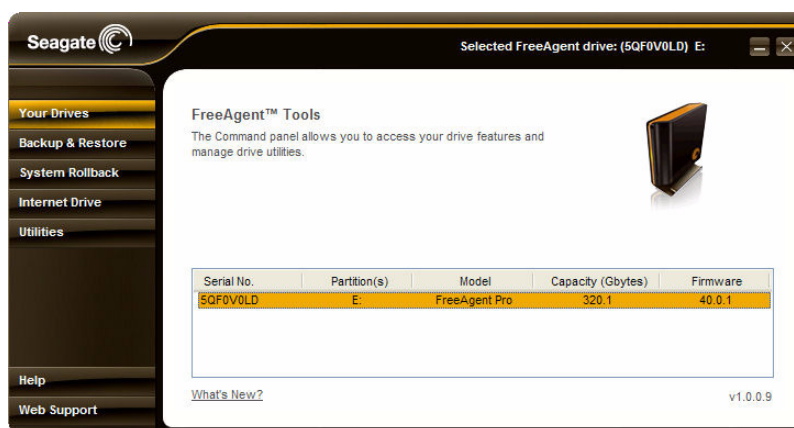 Seagate
Selected FreeAgent drive: (5QF0V0LD) E:
Your Drives
Backup & Restore
System Rollback
Internet Drive
Utilities
Help
Web Support
FreeAgent™ Tools
The Command panel allows you to access your drive features and
manage drive utilities.
Serial No. Partition(s) Model Capacity (Gbytes) Firmware
5QF0V0LD E: FreeAgent Pro 320.1 40.0.1
What's New?
v1.0.0.9